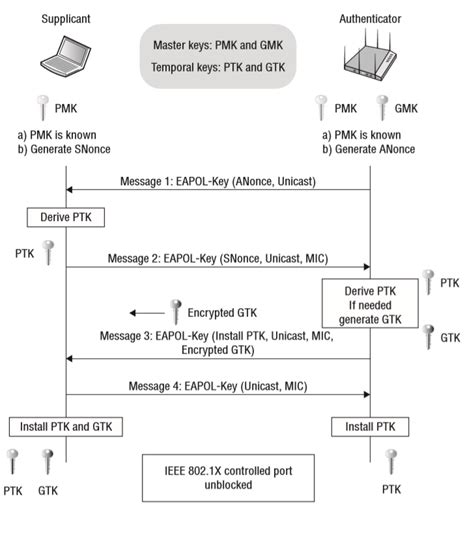 Supplicant
Authenticator
Master keys: PMK and GMK
Temporal keys: PTK and GTK
PMK
PMK
GMK
a) PMK is known
b) Generate SNonce
a) PMK is known
b) Generate ANonce
Message 1: EAPOL-Key (ANonce, Unicast)
Derive PTK
PTK
Message 2: EAPOL-Key (SNonce, Unicast, MIC)
Derive PTK
If needed
generate GTK
PTK
Encrypted GTK
GTK
Message 3: EAPOL-Key (Install PTK, Unicast, MIC,
Encrypted GTK)
Message 4: EAPOL-Key (Unicast, MIC)
Install PTK and GTK
Install PTK
IEEE 802.1X controlled port
unblocked
PTK
GTK
PTK